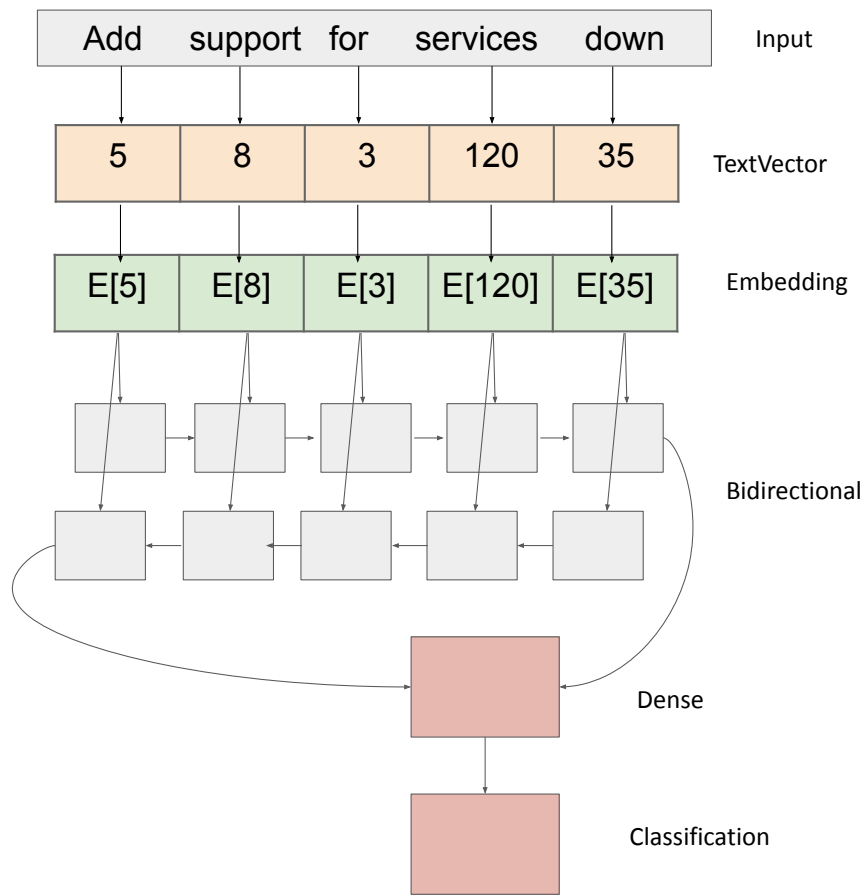 Add support for services down
Input
5 8 3 120 35
TextVector
E[5] E[8] E[3] E[120] E[35]
Embedding
Bidirectional
Dense
Classification